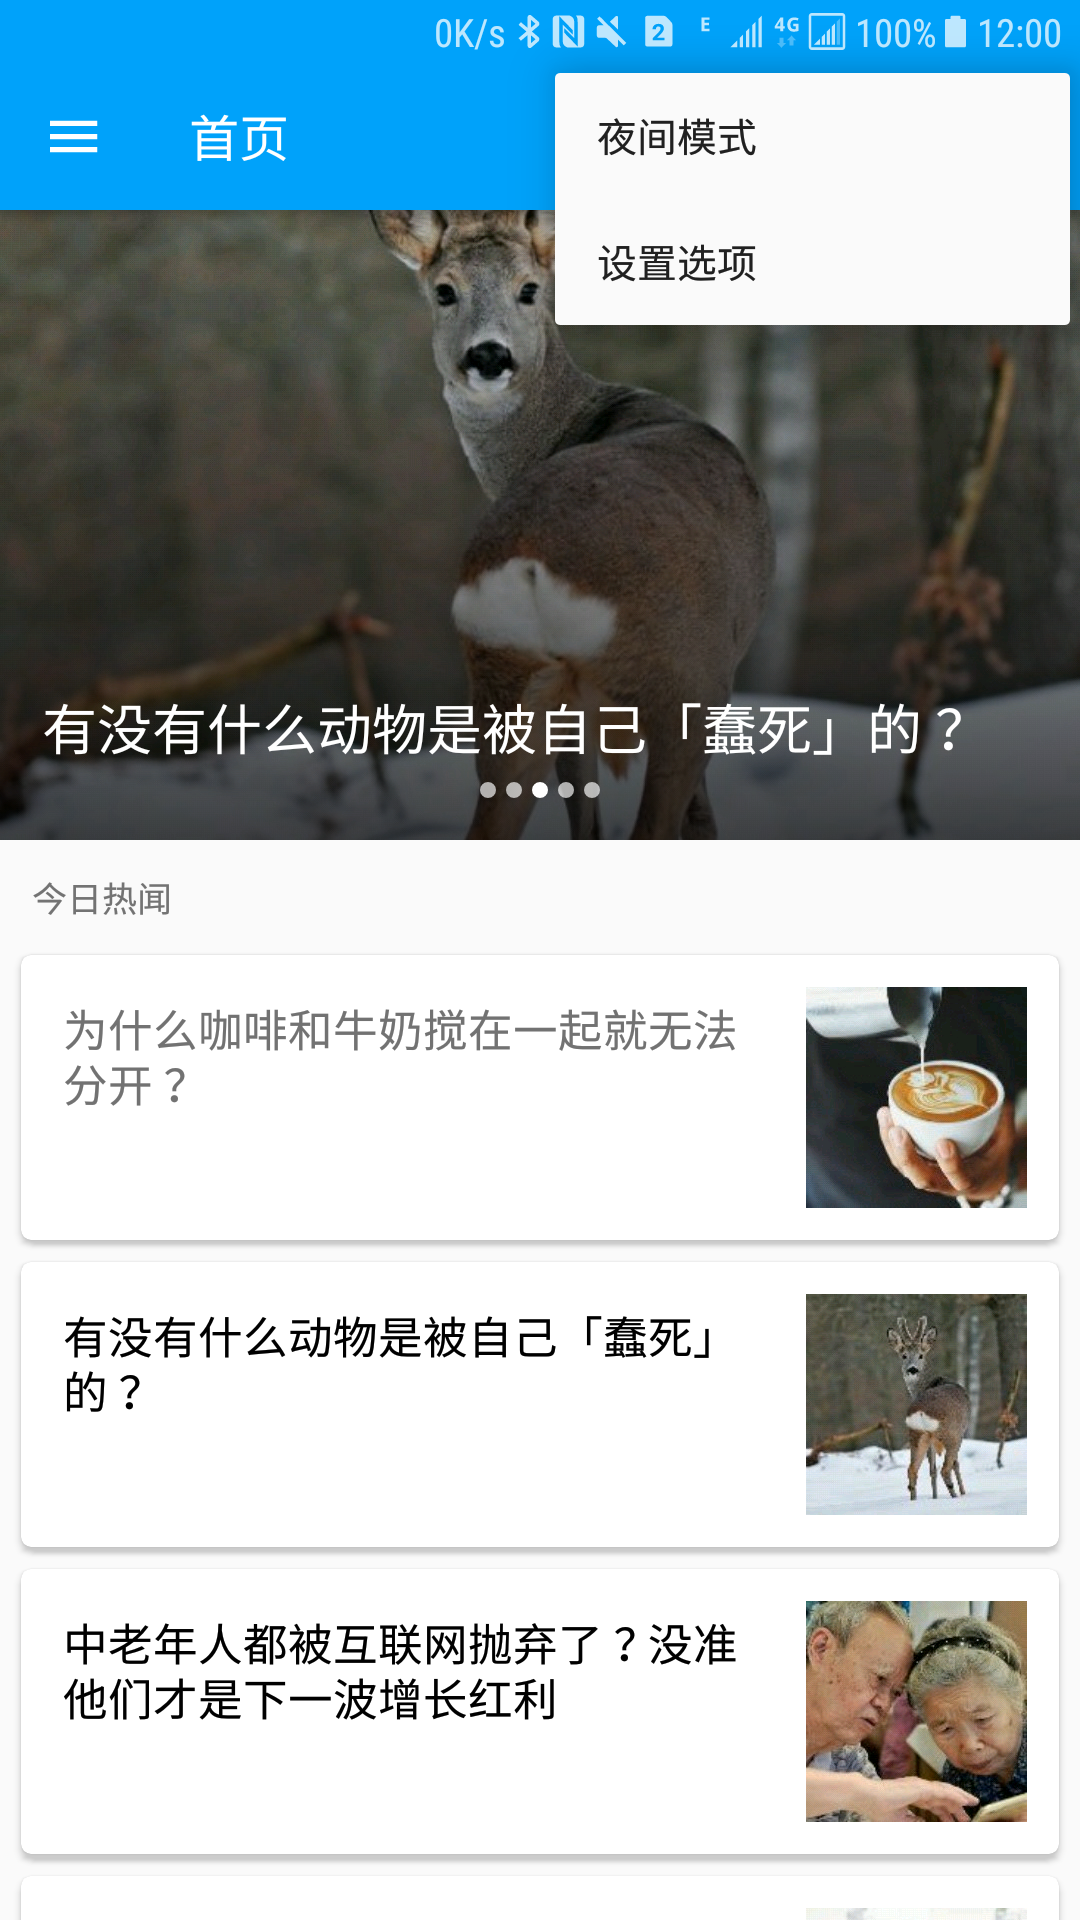 0K/s 2 E 4G 100% 12:00
首页
夜间模式
设置选项
有没有什么动物是被自己「蠢死」的？
今日热闻
为什么咖啡和牛奶搅在一起就无法
分开？
有没有什么动物是被自己「蠢死」
的？
中老年人都被互联网抛弃了？没准
他们才是下一波增长红利